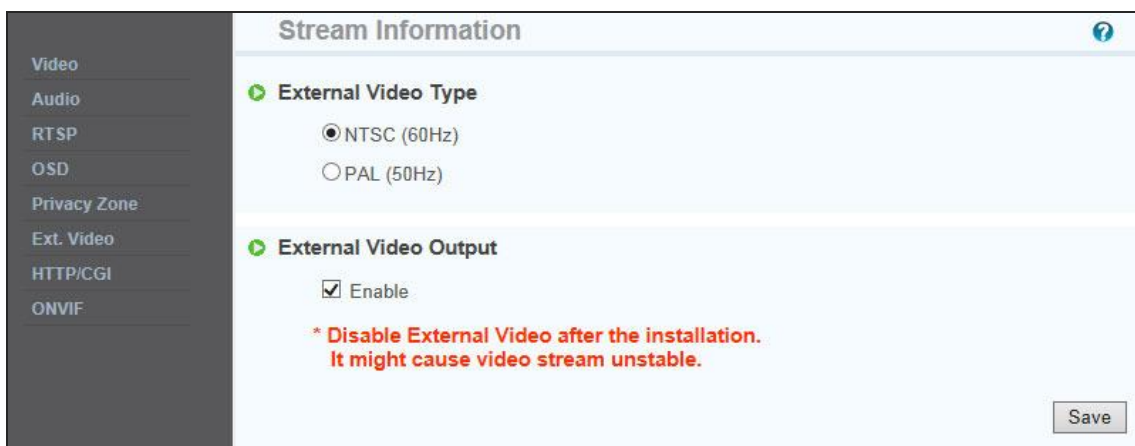 Stream Information
?
Video
Audio
RTSP
OSD
Privacy Zone
Ext. Video
HTTP/CGI
ONVIF
External Video Type
NTSC (60Hz)
PAL (50Hz)
External Video Output
Enable
* Disable External Video after the installation.
It might cause video stream unstable.
Save